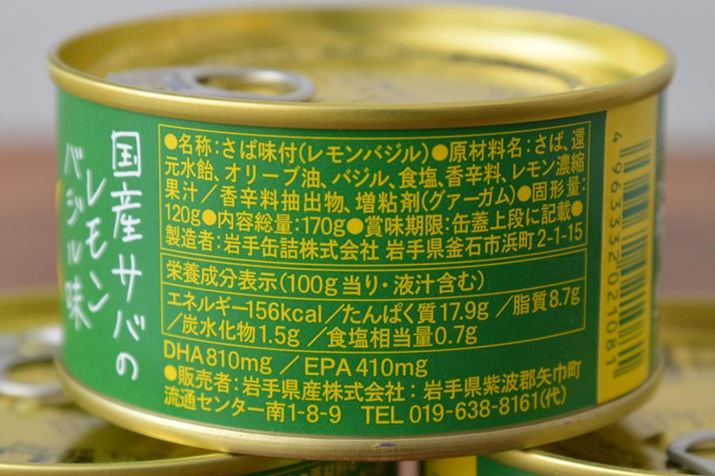 国産サバの
レモン
バジル味
●名称:さば味付(レモンバジル)●原材料名:さば、還
元水飴、オリーブ油、バジル、食塩、香辛料、レモン濃縮
果汁/香辛料抽出物、増粘剤(グァーガム)●固形量:
120g●内容総量:170g●賞味期限:缶蓋上段に記載●
製造者:岩手缶詰株式会社 岩手県釜石市浜町2-1-15
栄養成分表示(100g当り・液汁含む)
エネルギー156kcal/たんぱく質17.9g/脂質8.7g
/炭水化物1.5g/食塩相当量0.7g
DHA810mg/EPA410mg
●販売者:岩手県産株式会社:岩手県紫波郡矢巾町
流通センター南1-8-9 TEL 019-638-8161(代)
4963332021081